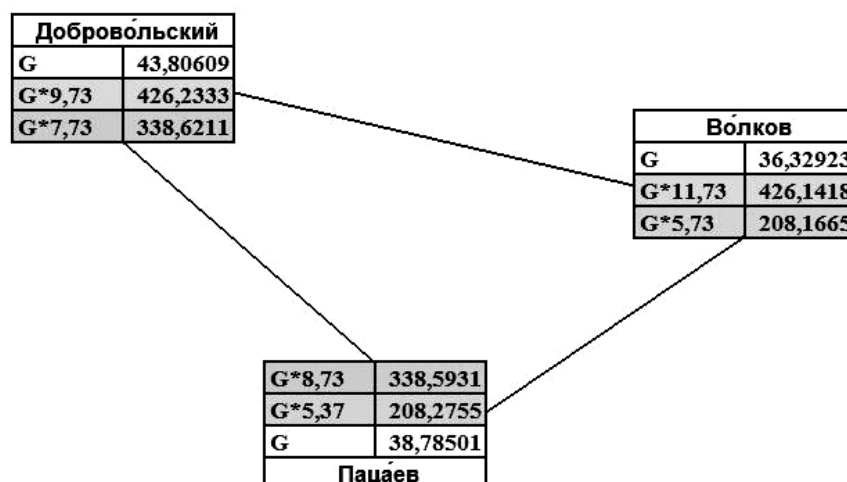 Доброво́льский
G 43,80609
G*9,73 426,2333
G*7,73 338,6211
Во́лков
G 36,32923
G*11,73 426,1418
G*5,73 208,1665
G*8,73 338,5931
G*5,37 208,2755
G 38,78501
Паца́ев